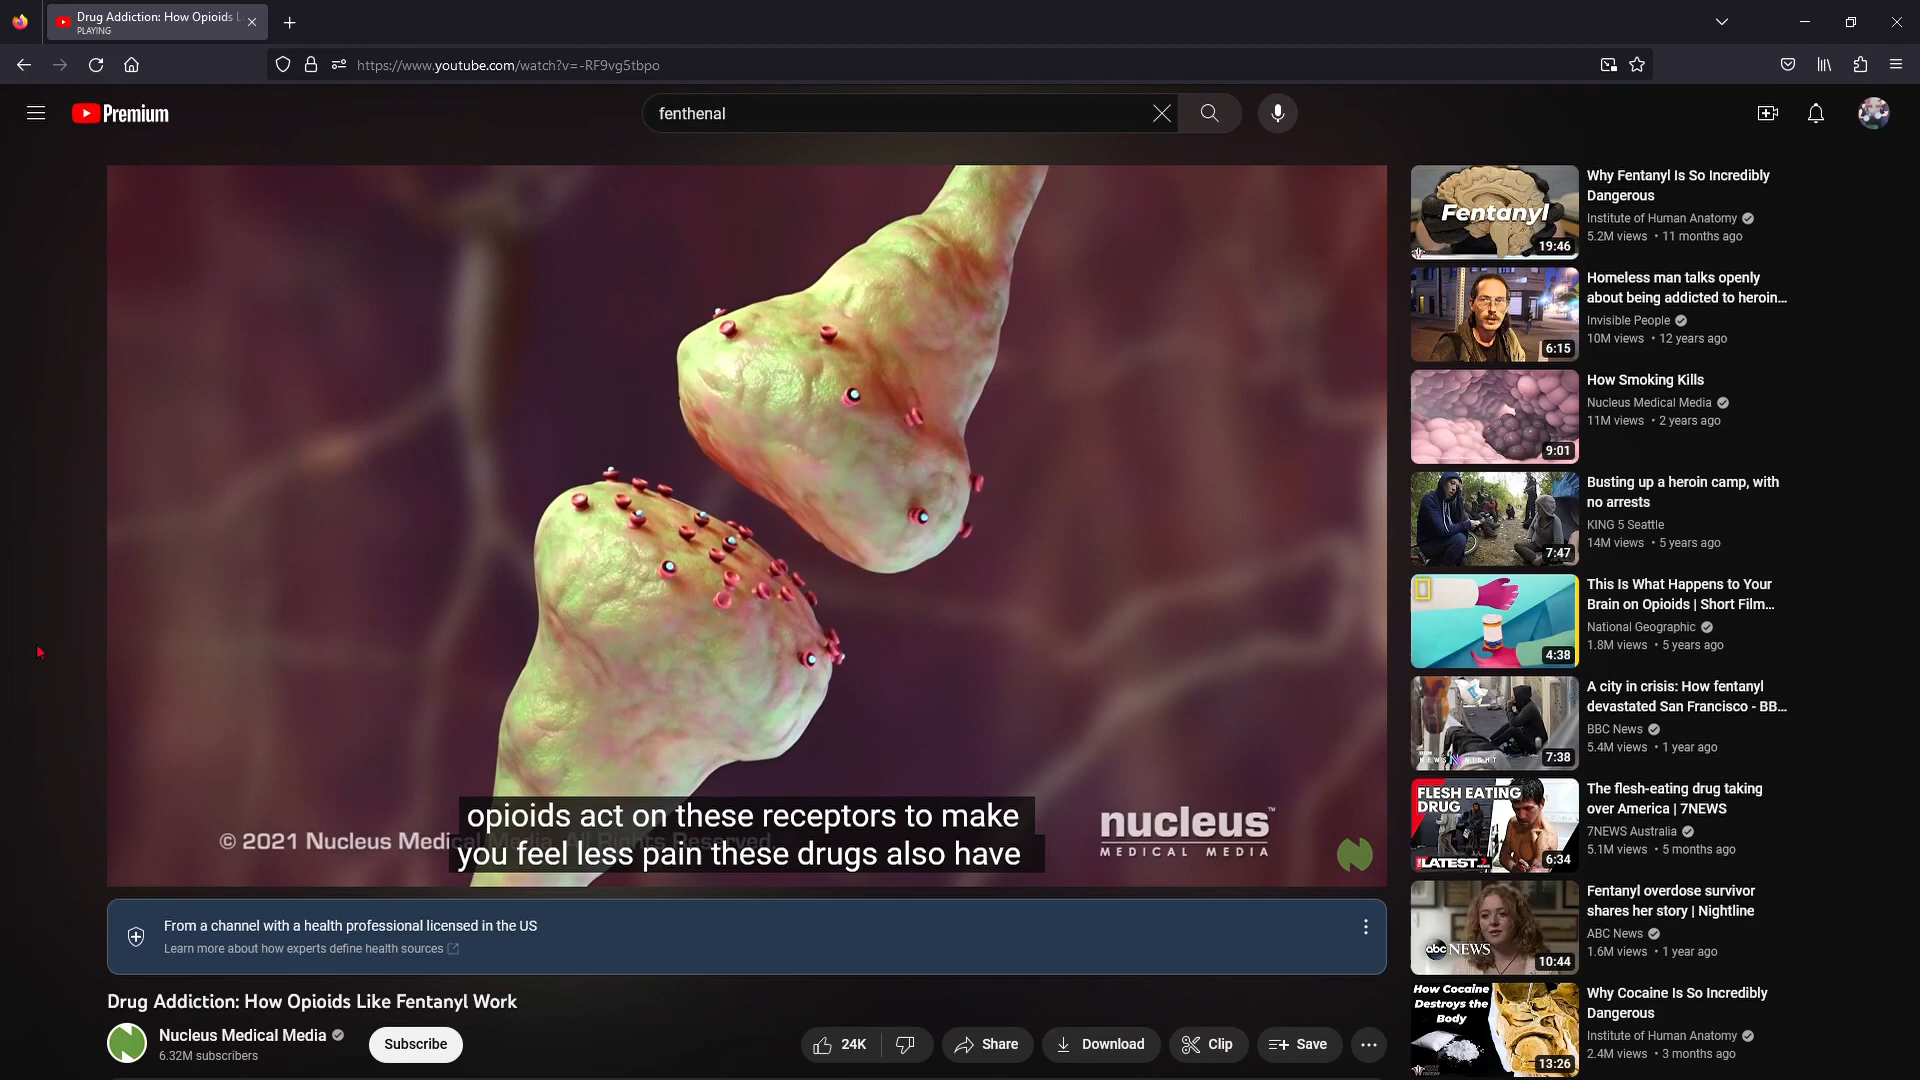 Drug Addiction: How Opioids L
PLAYING
https://www.youtube.com/watch?v=-RF9vg5tbpo
Premium
fenthenal
opioids act on these receptors to make
you feel less pain these drugs also have
© 2021 Nucleus Medical Media, All Rights Reserved.
nucleus™
MEDICAL MEDIA
From a channel with a health professional licensed in the US
Learn more about how experts define health sources
Drug Addiction: How Opioids Like Fentanyl Work
Nucleus Medical Media
6.32M subscribers
Subscribe
24K
Share
Download
Clip
Save
Fentanyl
19:46
Why Fentanyl Is So Incredibly
Dangerous
Institute of Human Anatomy
5.2M views • 11 months ago
6:15
Homeless man talks openly
about being addicted to heroin...
Invisible People
10M views • 12 years ago
9:01
How Smoking Kills
Nucleus Medical Media
11M views • 2 years ago
7:47
Busting up a heroin camp, with
no arrests
KING 5 Seattle
14M views • 5 years ago
4:38
This Is What Happens to Your
Brain on Opioids | Short Film...
National Geographic
1.8M views • 5 years ago
NEWSNIGHT
7:38
A city in crisis: How fentanyl
devastated San Francisco - BB...
BBC News
5.4M views • 1 year ago
FLESH EATING
DRUG
LATEST
6:34
The flesh-eating drug taking
over America | 7NEWS
7NEWS Australia
5.1M views • 5 months ago
abc NEWS
10:44
Fentanyl overdose survivor
shares her story | Nightline
ABC News
1.6M views • 1 year ago
How Cocaine
Destroys the
Body
13:26
Why Cocaine Is So Incredibly
Dangerous
Institute of Human Anatomy
2.4M views • 3 months ago